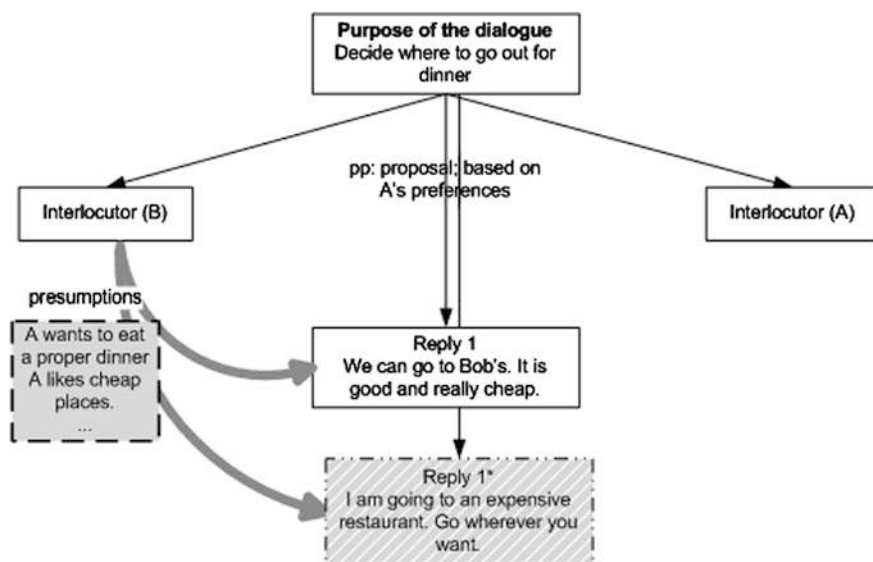 Purpose of the dialogue
Decide where to go out for
dinner
pp: proposal; based on
A's preferences
Interlocutor (B)
Interlocutor (A)
presumptions
A wants to eat
a proper dinner
A likes cheap
places.
...
Reply 1
We can go to Bob's. It is
good and really cheap.
Reply 1*
I am going to an expensive
restaurant. Go wherever you
want.